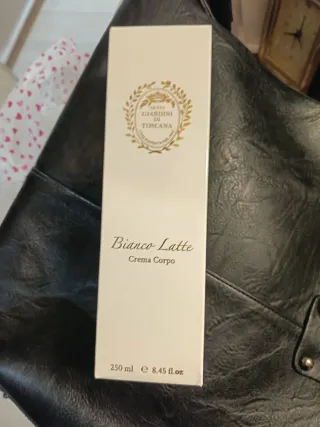 GIARDINI
DI
TOSCANA
Bianco Latte
Crema Corpo
250 ml ℮ 8.45 fl.oz